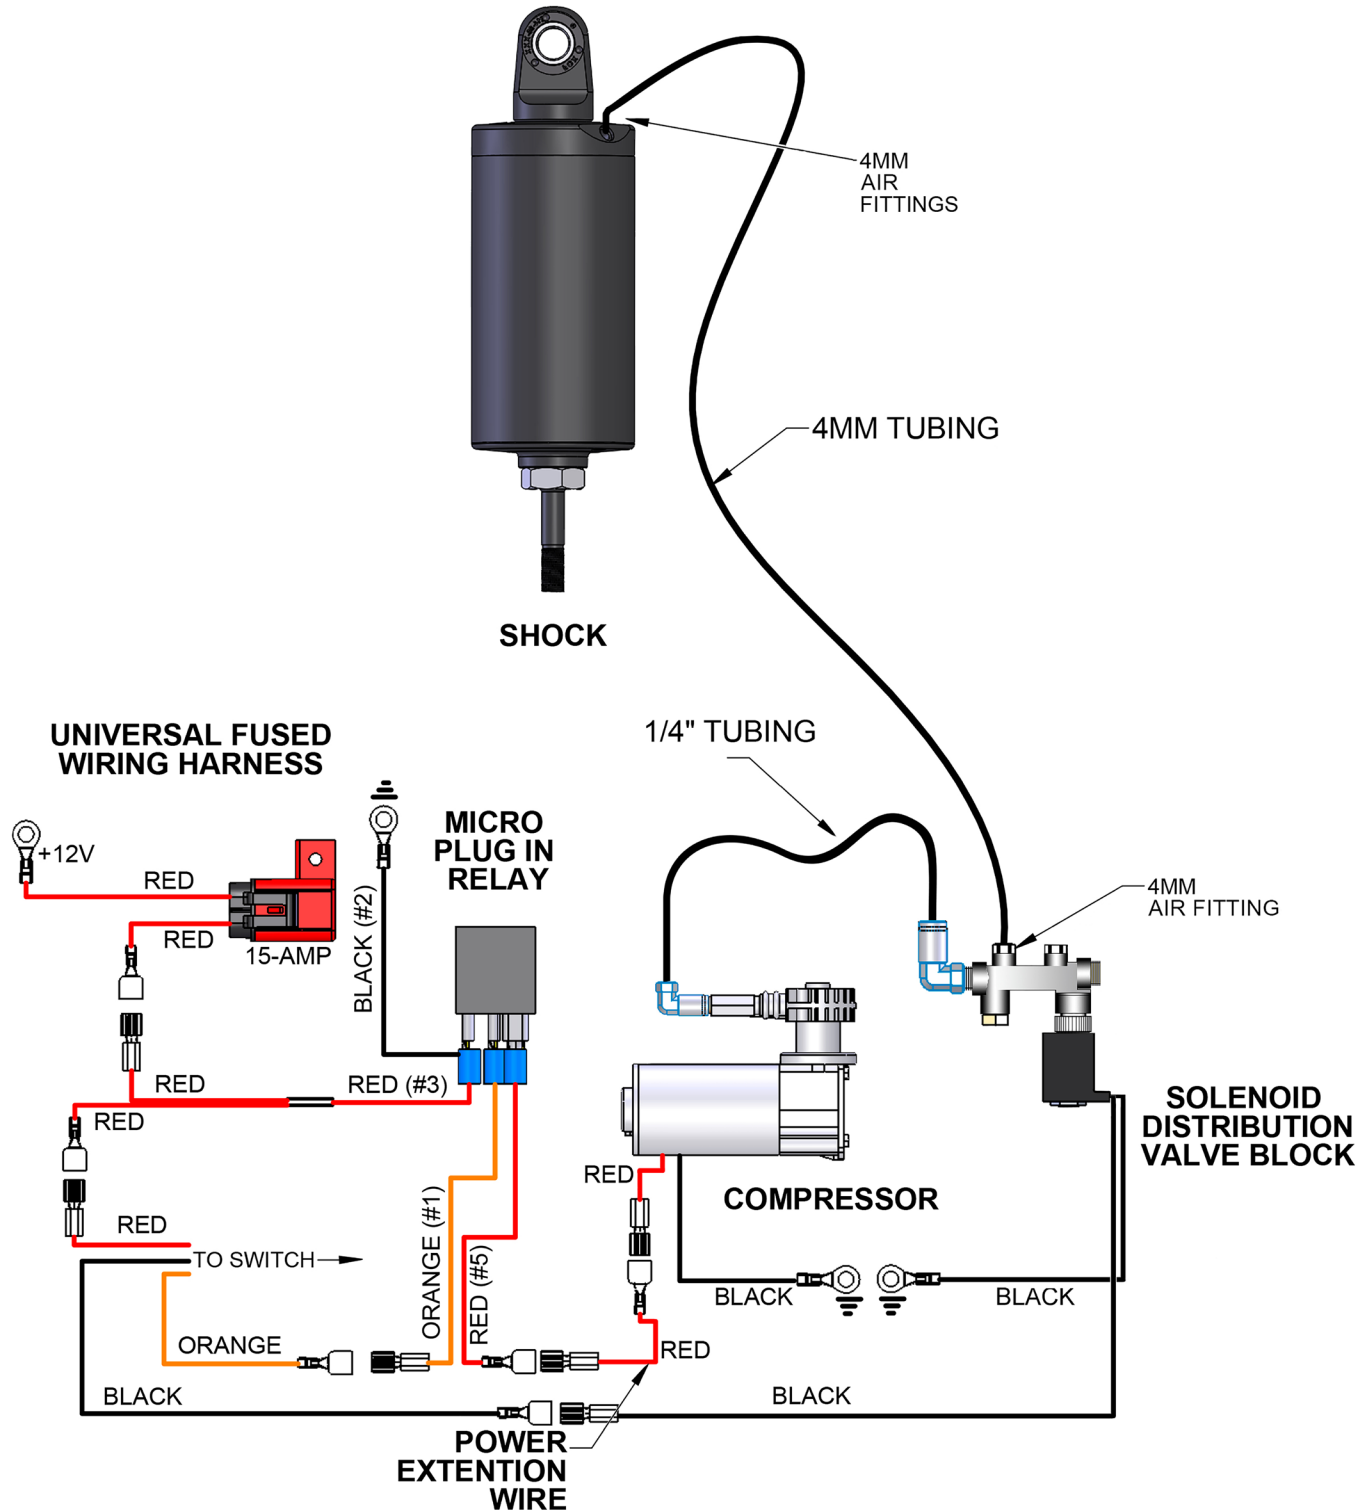 4MM
AIR
FITTINGS
4MM TUBING
SHOCK
1/4" TUBING
UNIVERSAL FUSED
WIRING HARNESS
MICRO
PLUG IN
RELAY
+12V
RED
RED
15-AMP
BLACK (#2)
4MM
AIR FITTING
RED
RED (#3)
RED
SOLENOID
DISTRIBUTION
VALVE BLOCK
RED
COMPRESSOR
RED
TO SWITCH
ORANGE (#1)
RED (#5)
BLACK
BLACK
ORANGE
RED
BLACK
BLACK
POWER
EXTENTION
WIRE